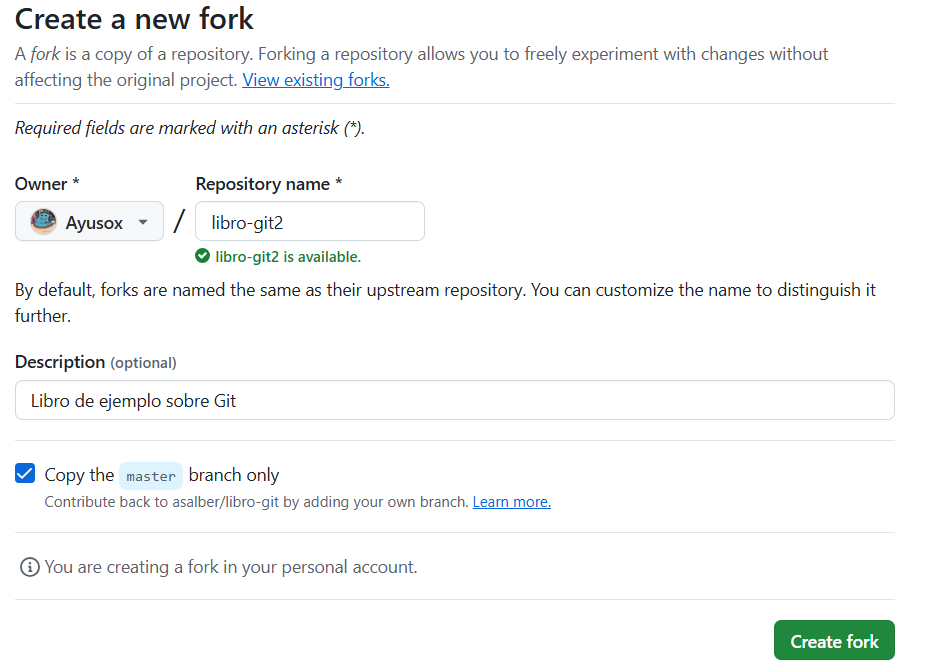 Create a new fork
A fork is a copy of a repository. Forking a repository allows you to freely experiment with changes without
affecting the original project. View existing forks.
Required fields are marked with an asterisk (*).
Owner * Repository name *
Ayusox / libro-git2
libro-git2 is available.
By default, forks are named the same as their upstream repository. You can customize the name to distinguish it
further.
Description (optional)
Libro de ejemplo sobre Git
Copy the master branch only
Contribute back to asalber/libro-git by adding your own branch. Learn more.
You are creating a fork in your personal account.
Create fork